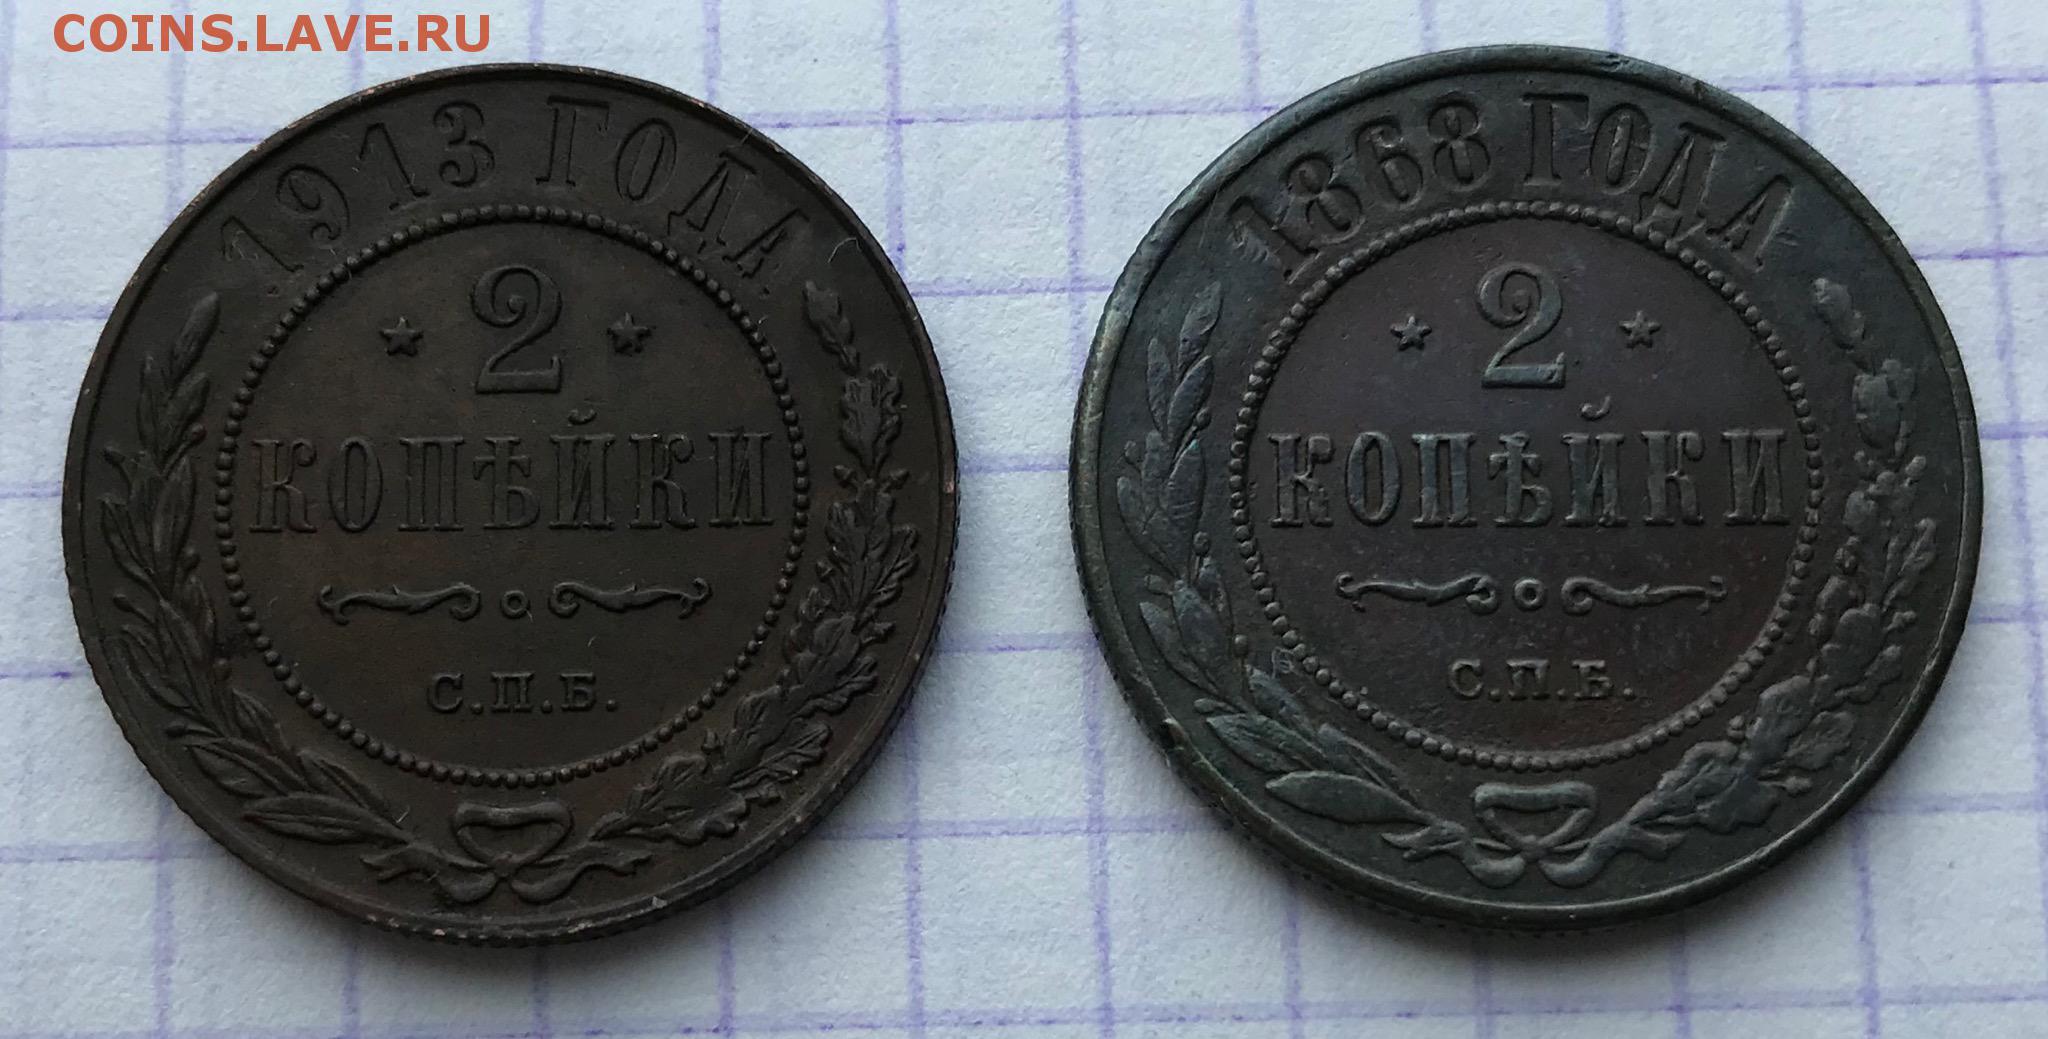 COINS.LAVE.RU
1913 ГОДА
2
КОПѢЙКИ
С.П.Б.
1868 ГОДА
2
КОПѢЙКИ
С.П.Б.